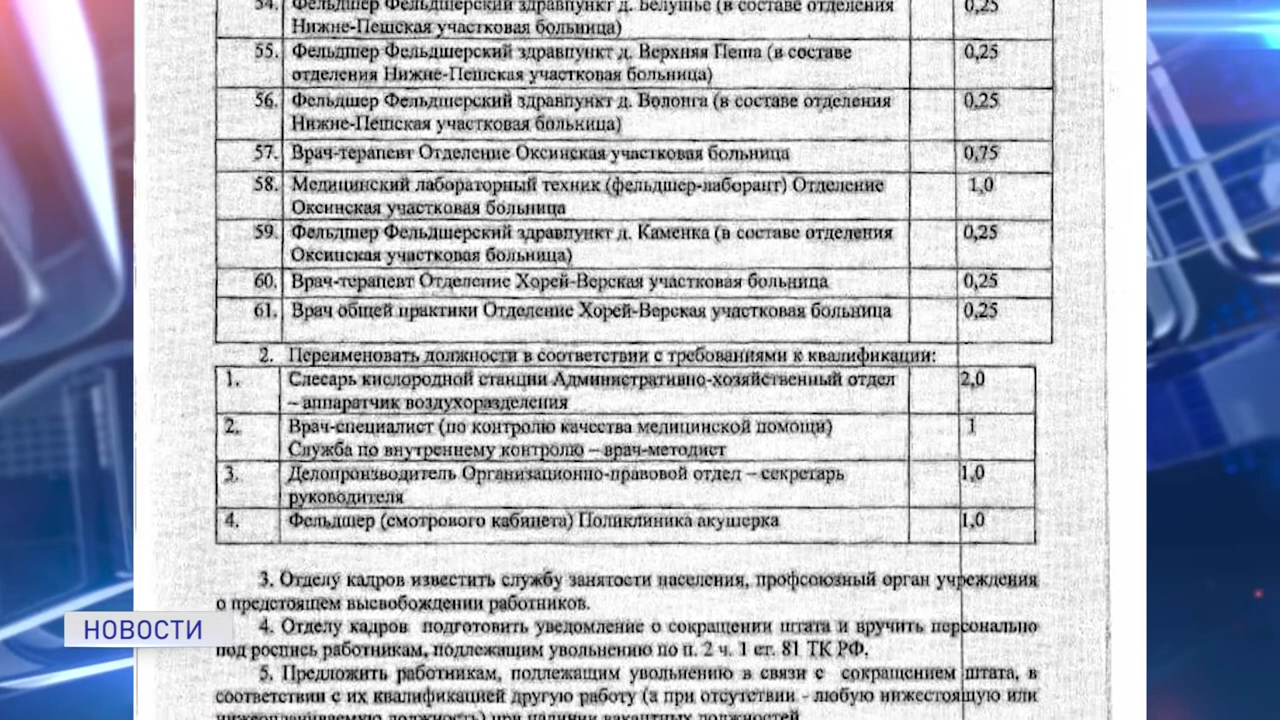 54. Фельдшер Фельдшерский здравпункт д. Белушье (в составе отделения 0,25
Нижне-Пешская участковая больница)
55. Фельдшер Фельдшерский здравпункт д. Верхняя Пеша (в составе 0,25
отделения Нижне-Пешская участковая больница)
56. Фельдшер Фельдшерский здравпункт д. Волонга (в составе отделения 0,25
Нижне-Пешская участковая больница)
57. Врач-терапевт Отделение Оксинская участковая больница 0,75
58. Медицинский лабораторный техник (фельдшер-лаборант) Отделение 1,0
Оксинская участковая больница
59. Фельдшер Фельдшерский здравпункт д. Каменка (в составе отделения 0,25
Оксинская участковая больница)
60. Врач-терапевт Отделение Хорей-Верская участковая больница 0,25
61. Врач общей практики Отделение Хорей-Верская участковая больница 0,25
2. Переименовать должности в соответствии с требованиями к квалификации:
1. Слесарь кислородной станции Административно-хозяйственный отдел 2,0
– аппаратчик воздухоразделения
2. Врач-специалист (по контролю качества медицинской помощи) 1
Служба по внутреннему контролю – врач-методист
3. Делопроизводитель Организационно-правовой отдел – секретарь 1,0
руководителя
4. Фельдшер (смотрового кабинета) Поликлиника акушерка 1,0
3. Отделу кадров известить службу занятости населения, профсоюзный орган учреждения
о предстоящем высвобождении работников.
4. Отделу кадров подготовить уведомление о сокращении штата и вручить персонально
под роспись работникам, подлежащим увольнению по п. 2 ч. 1 ст. 81 ТК РФ.
5. Предложить работникам, подлежащим увольнению в связи с сокращением штата, в
соответствии с их квалификацией другую работу (а при отсутствии - любую нижестоящую или
нижеоплачиваемую должность) при наличии вакантных должностей
НОВОСТИ